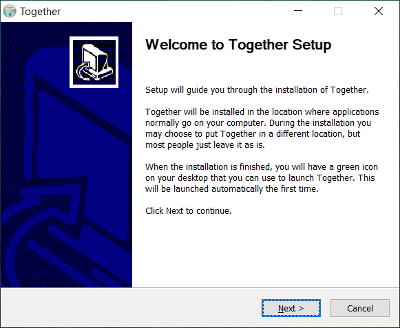 Together
Welcome to Together Setup
Setup will guide you through the installation of Together.
Together will be installed in the location where applications
normally go on your computer. During the installation you
may choose to put Together in a different location, but
most people just leave it as is.
When the installation is finished, you will have a green icon
on your desktop that you can use to launch Together. This
will be launched automatically the first time.
Click Next to continue.
Next >
Cancel